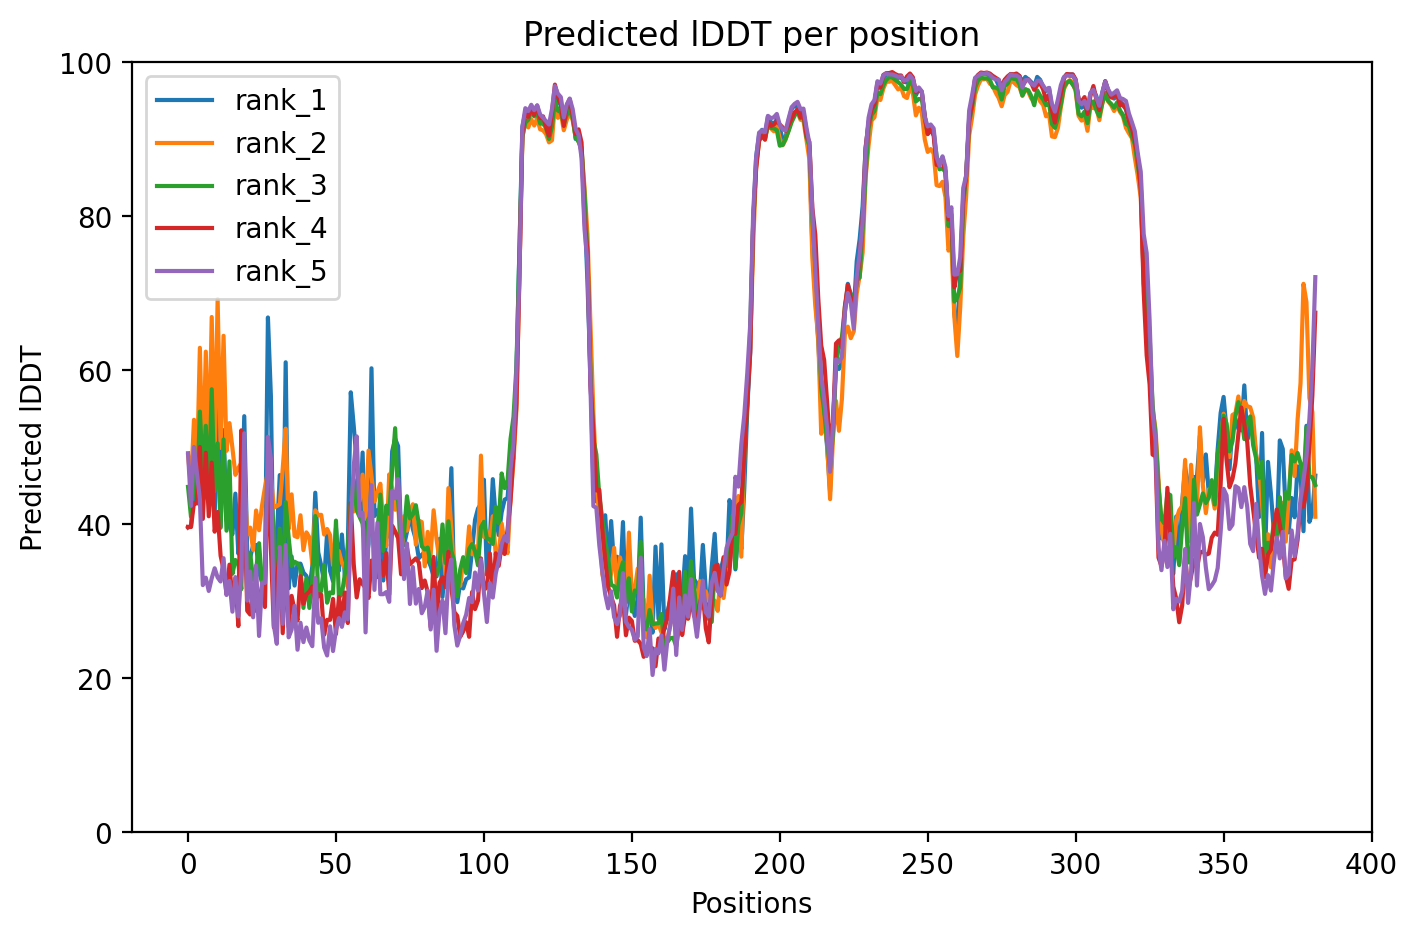 Predicted lDDT per position
100
80
60
40
20
0
Predicted lDDT
rank_1
rank_2
rank_3
rank_4
rank_5
0 50 100 150 200 250 300 350 400
Positions